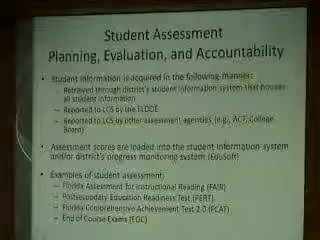 Student Assessment
Planning, Evaluation, and Accountability
• Student information is acquired in the following manner:
– Retrieved through district's student information system that houses
all student information
– Reported to LCS by the FLDOE
– Reported to LCS by other assessment agencies (e.g., ACT, College
Board)
• Assessment scores are loaded into the student information system
and/or district's progress monitoring system (EduSoft)
• Examples of student assessment:
– Florida Assessment for Instructional Reading (FAIR)
– Postsecondary Education Readiness Test (PERT)
– Florida Comprehensive Achievement Test 2.0 (FCAT)
– End of Course Exams (EOC)